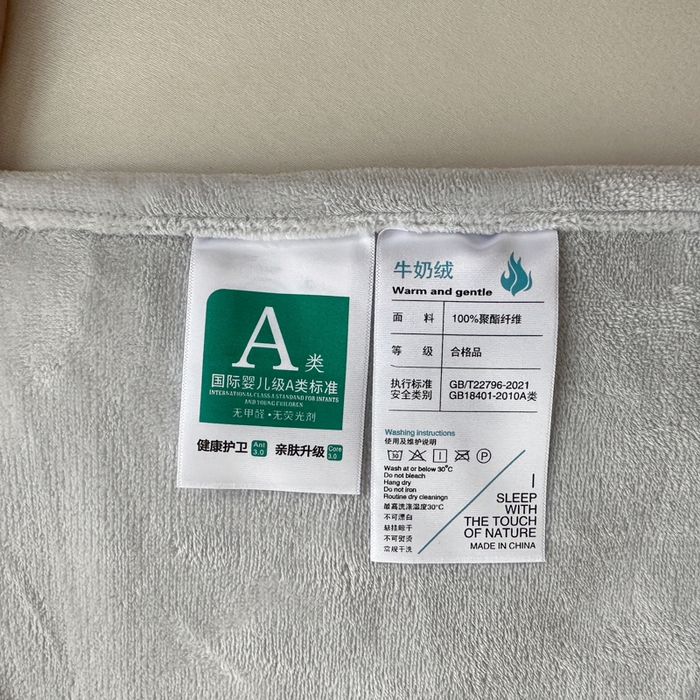 A类
国际婴儿级A类标准
INTERNATIONAL CLASS A STANDARD FOR INFANTS
AND YOUNG CHILDREN
无甲醛·无荧光剂
健康护卫 Ant 3.0 亲肤升级 Core 3.0
牛奶绒
Warm and gentle
面 料 100%聚酯纤维
等 级 合格品
执行标准 GB/T22796-2021
安全类别 GB18401-2010A类
Washing instructions
使用及维护说明
30 P
Wash at or below 30°C
Do not bleach
Hang dry
Do not iron
Routine dry cleaningn
最高洗涤温度30°C
不可漂白
悬挂晾干
不可熨烫
常规干洗
SLEEP
WITH
THE TOUCH
OF NATURE
MADE IN CHINA